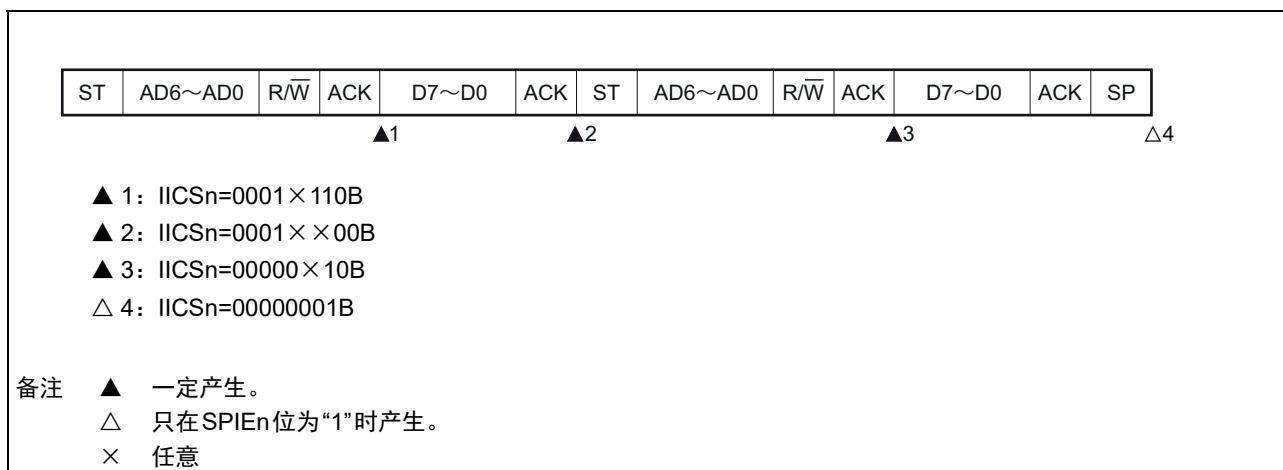 ST AD6～AD0 R/W̅ ACK D7～D0 ACK ST AD6～AD0 R/W̅ ACK D7～D0 ACK SP
▲1 ▲2 ▲3 △4
▲ 1：IICSn=0001×110B
▲ 2：IICSn=0001××00B
▲ 3：IICSn=00000×10B
△ 4：IICSn=00000001B
备注 ▲ 一定产生。
△ 只在SPIEn位为“1”时产生。
× 任意